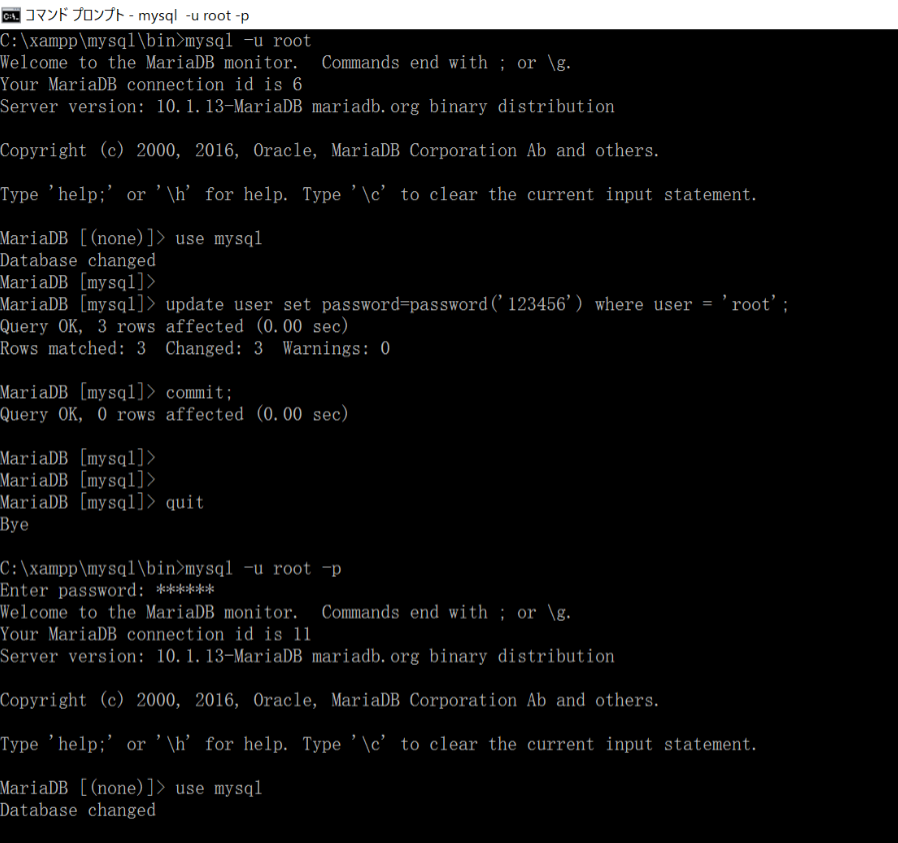 コマンド プロンプト - mysql -u root -p
C:\xampp\mysql\bin>mysql -u root
Welcome to the MariaDB monitor.  Commands end with ; or \g.
Your MariaDB connection id is 6
Server version: 10.1.13-MariaDB mariadb.org binary distribution
Copyright (c) 2000, 2016, Oracle, MariaDB Corporation Ab and others.
Type 'help;' or '\h' for help. Type '\c' to clear the current input statement.
MariaDB [(none)]> use mysql
Database changed
MariaDB [mysql]>
MariaDB [mysql]> update user set password=password('123456') where user = 'root';
Query OK, 3 rows affected (0.00 sec)
Rows matched: 3  Changed: 3  Warnings: 0
MariaDB [mysql]> commit;
Query OK, 0 rows affected (0.00 sec)
MariaDB [mysql]>
MariaDB [mysql]>
MariaDB [mysql]> quit
Bye
C:\xampp\mysql\bin>mysql -u root -p
Enter password: ******
Welcome to the MariaDB monitor.  Commands end with ; or \g.
Your MariaDB connection id is 11
Server version: 10.1.13-MariaDB mariadb.org binary distribution
Copyright (c) 2000, 2016, Oracle, MariaDB Corporation Ab and others.
Type 'help;' or '\h' for help. Type '\c' to clear the current input statement.
MariaDB [(none)]> use mysql
Database changed